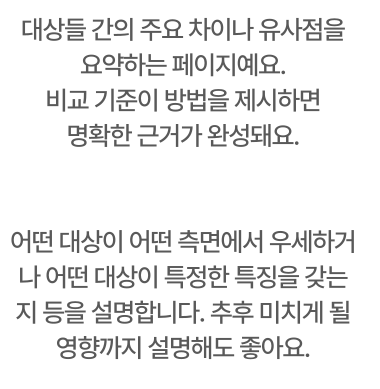 대상들 간의 주요 차이나 유사점을
요약하는 페이지예요.
비교 기준이 방법을 제시하면
명확한 근거가 완성돼요.
어떤 대상이 어떤 측면에서 우세하거
나 어떤 대상이 특정한 특징을 갖는
지 등을 설명합니다. 추후 미치게 될
영향까지 설명해도 좋아요.